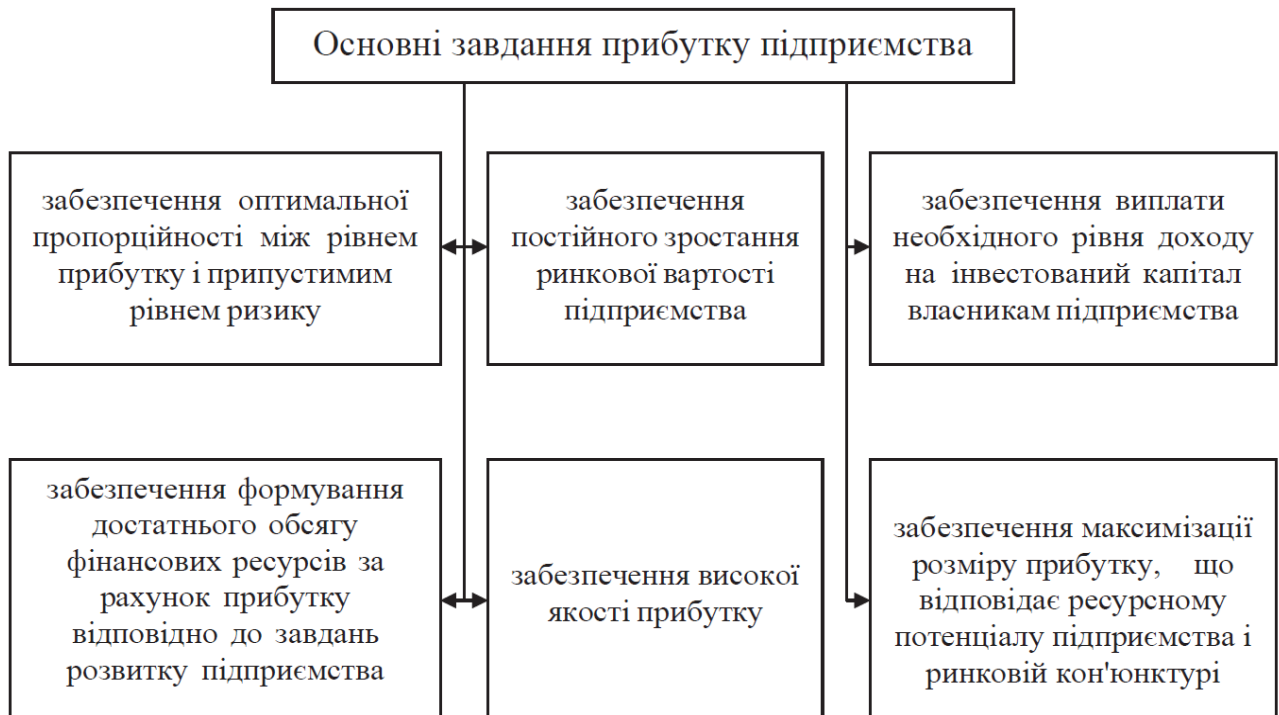 Основні завдання прибутку підприємства
забезпечення оптимальної
пропорційності між рівнем
прибутку і припустимим
рівнем ризику
забезпечення
постійного зростання
ринкової вартості
підприємства
забезпечення виплати
необхідного рівня доходу
на інвестований капітал
власникам підприємства
забезпечення формування
достатнього обсягу
фінансових ресурсів за
рахунок прибутку
відповідно до завдань
розвитку підприємства
забезпечення високої
якості прибутку
забезпечення максимізації
розміру прибутку, що
відповідає ресурсному
потенціалу підприємства і
ринковій кон'юнктурі